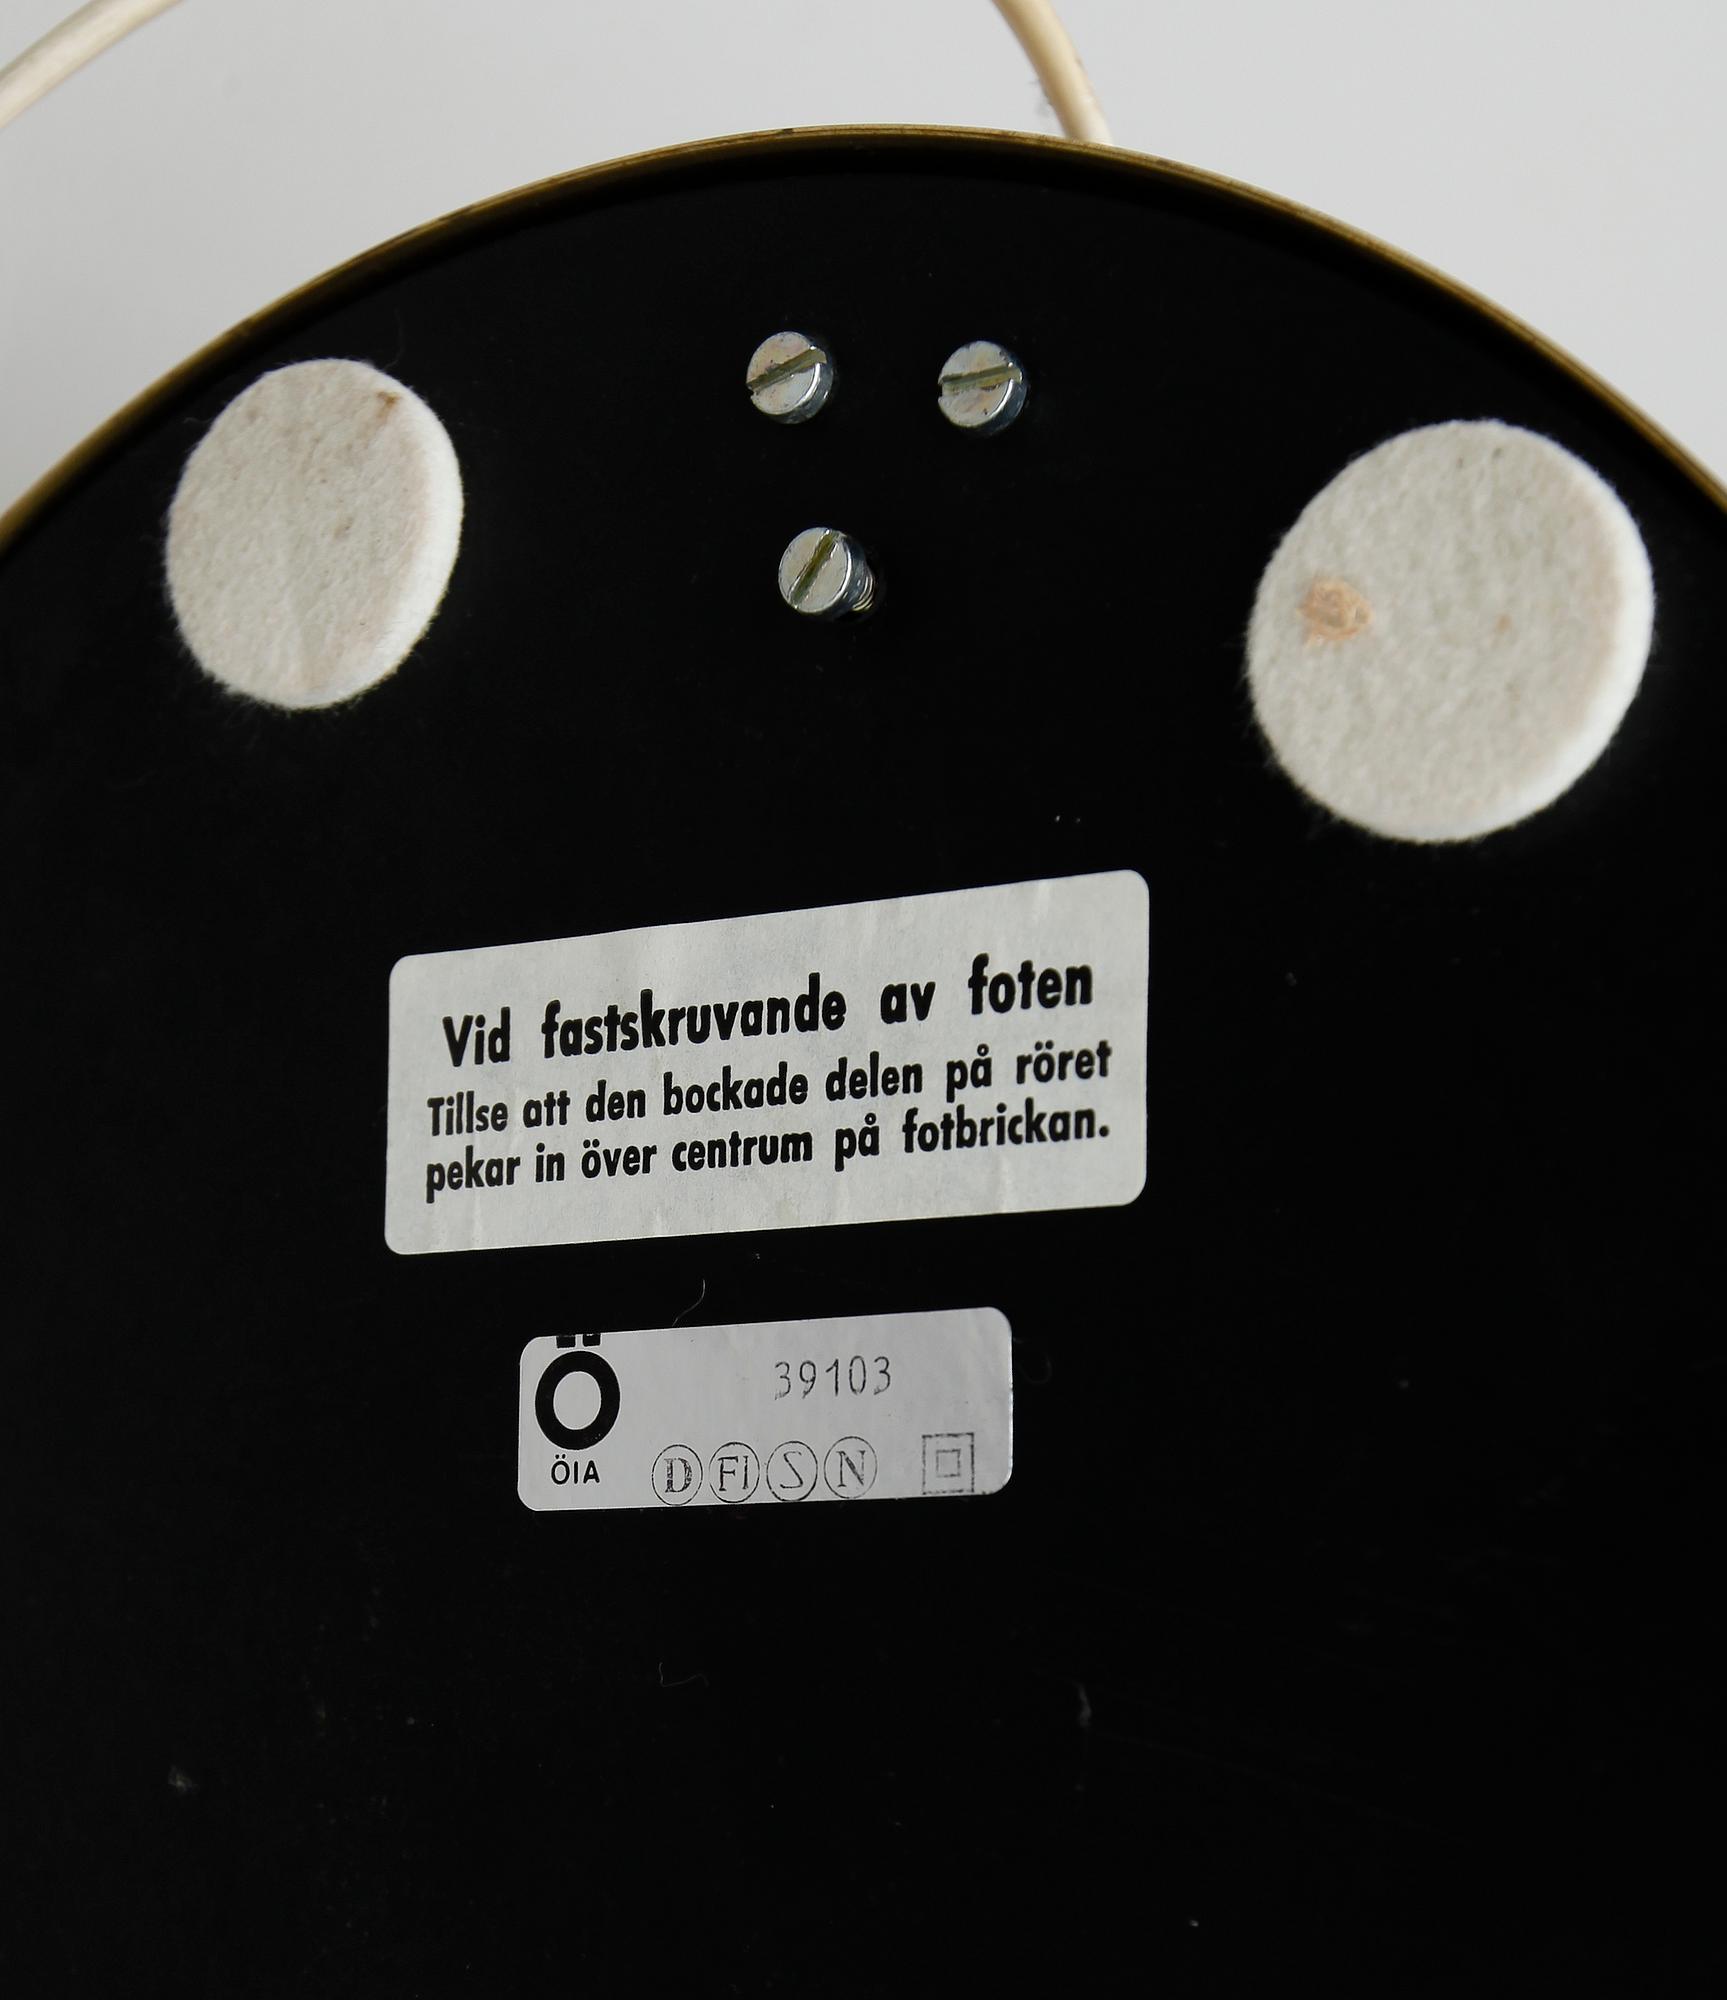 Vid fastskruvande av foten
Tillse att den bockade delen på röret
pekar in över centrum på fotbrickan.
Ö
39103
ÖIA
D FI S N